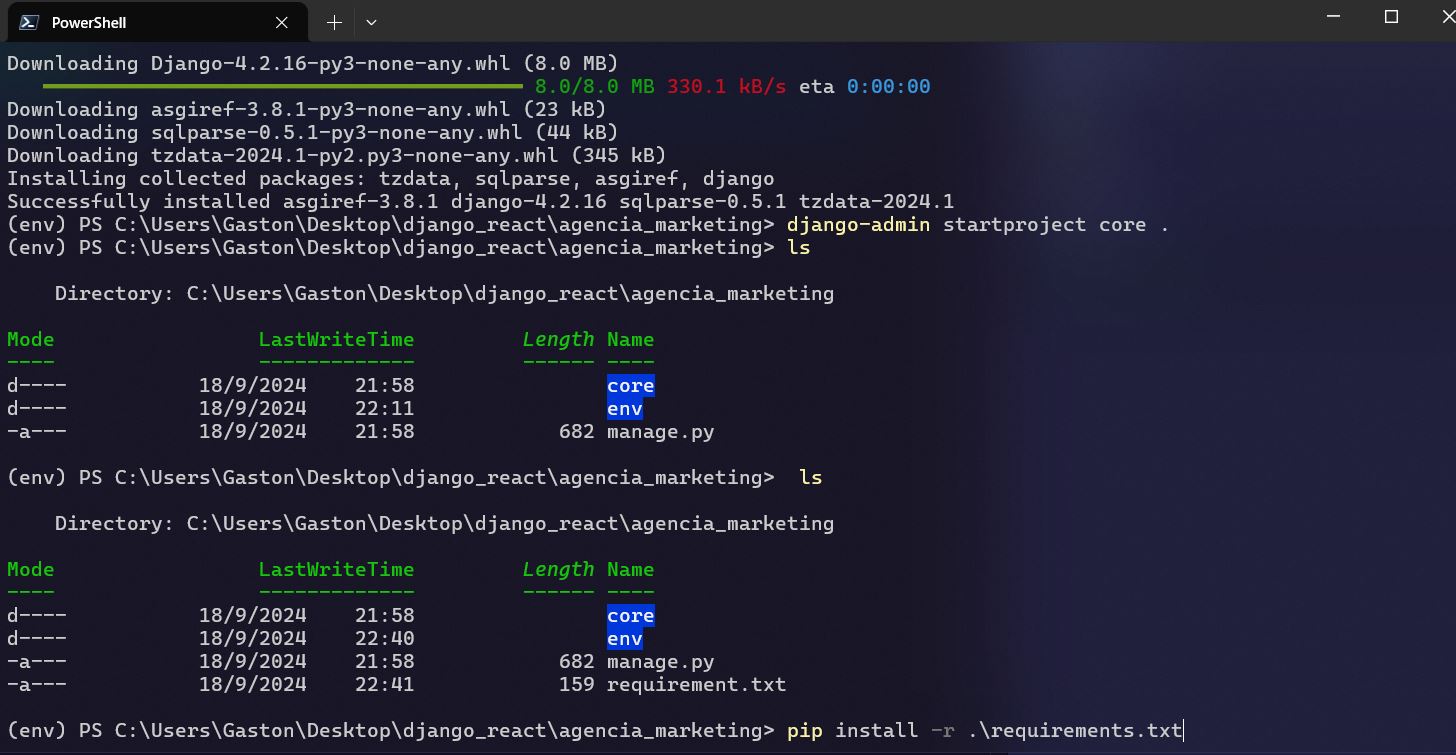 PowerShell
Downloading Django-4.2.16-py3-none-any.whl (8.0 MB)
8.0/8.0 MB 330.1 kB/s eta 0:00:00
Downloading asgiref-3.8.1-py3-none-any.whl (23 kB)
Downloading sqlparse-0.5.1-py3-none-any.whl (44 kB)
Downloading tzdata-2024.1-py2.py3-none-any.whl (345 kB)
Installing collected packages: tzdata, sqlparse, asgiref, django
Successfully installed asgiref-3.8.1 django-4.2.16 sqlparse-0.5.1 tzdata-2024.1
(env) PS C:\Users\Gaston\Desktop\django_react\agencia_marketing> django-admin startproject core .
(env) PS C:\Users\Gaston\Desktop\django_react\agencia_marketing> ls
Directory: C:\Users\Gaston\Desktop\django_react\agencia_marketing
Mode LastWriteTime Length Name
---- ------------- ------ ----
d---- 18/9/2024 21:58 core
d---- 18/9/2024 22:11 env
-a--- 18/9/2024 21:58 682 manage.py
(env) PS C:\Users\Gaston\Desktop\django_react\agencia_marketing> ls
Directory: C:\Users\Gaston\Desktop\django_react\agencia_marketing
Mode LastWriteTime Length Name
---- ------------- ------ ----
d---- 18/9/2024 21:58 core
d---- 18/9/2024 22:40 env
-a--- 18/9/2024 21:58 682 manage.py
-a--- 18/9/2024 22:41 159 requirement.txt
(env) PS C:\Users\Gaston\Desktop\django_react\agencia_marketing> pip install -r .\requirements.txt